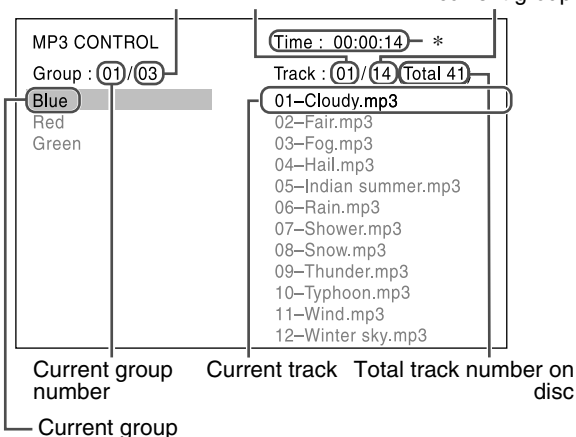 MP3 CONTROL Time : 00:00:14 *
Group : 01/03 Track : 01/14 Total 41
Blue 01–Cloudy.mp3
Red 02–Fair.mp3
Green 03–Fog.mp3
04–Hail.mp3
05–Indian summer.mp3
06–Rain.mp3
07–Shower.mp3
08–Snow.mp3
09–Thunder.mp3
10–Typhoon.mp3
11–Wind.mp3
12–Winter sky.mp3
Current group Current track Total track number on
number disc
Current group